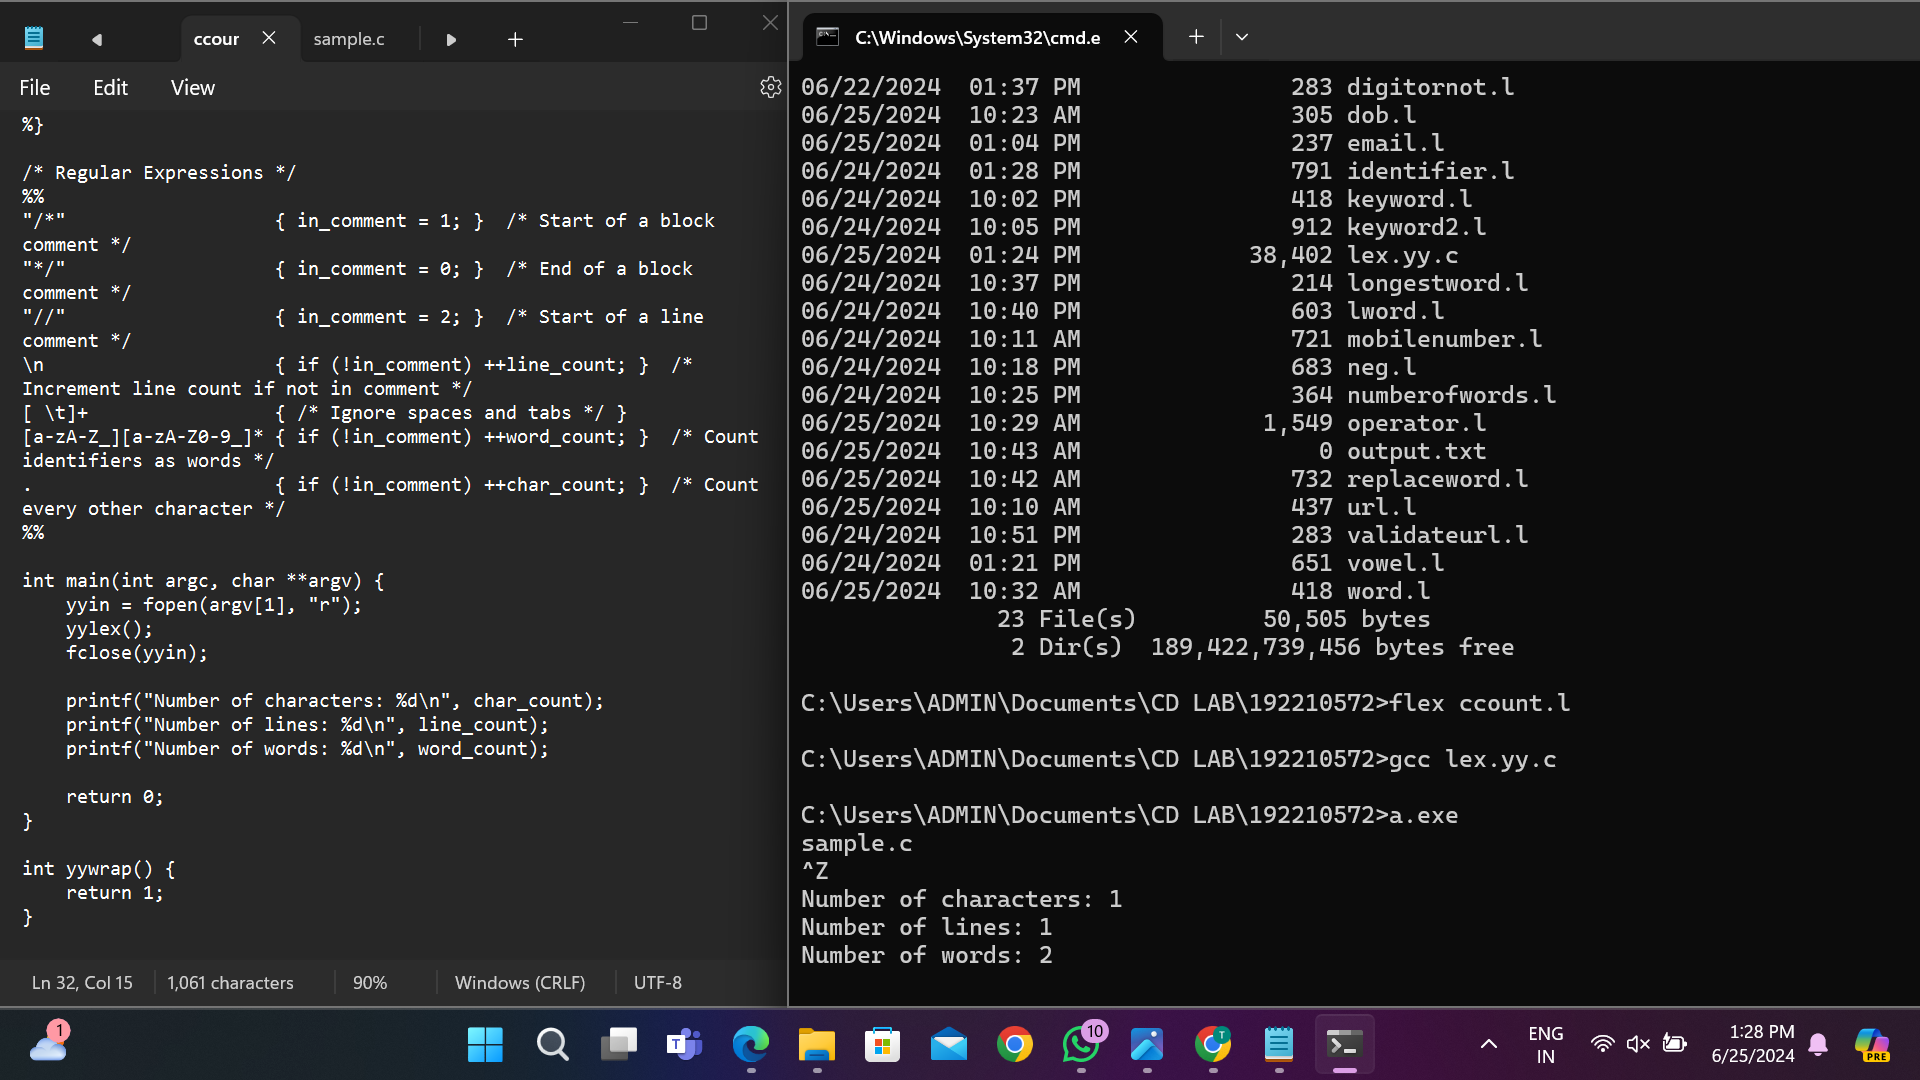 ccour
sample.c
File Edit View
%}
/* Regular Expressions */
%%
"/*" { in_comment = 1; } /* Start of a block
comment */
"*/" { in_comment = 0; } /* End of a block
comment */
"//" { in_comment = 2; } /* Start of a line
comment */
\n { if (!in_comment) ++line_count; } /*
Increment line count if not in comment */
[ \t]+ { /* Ignore spaces and tabs */ }
[a-zA-Z_][a-zA-Z0-9_]* { if (!in_comment) ++word_count; } /* Count
identifiers as words */
. { if (!in_comment) ++char_count; } /* Count
every other character */
%%
int main(int argc, char **argv) {
yyin = fopen(argv[1], "r");
yylex();
fclose(yyin);
printf("Number of characters: %d\n", char_count);
printf("Number of lines: %d\n", line_count);
printf("Number of words: %d\n", word_count);
return 0;
}
int yywrap() {
return 1;
}
Ln 32, Col 15 1,061 characters 90% Windows (CRLF) UTF-8
C:\Windows\System32\cmd.e
06/22/2024 01:37 PM 283 digitornot.l
06/25/2024 10:23 AM 305 dob.l
06/25/2024 01:04 PM 237 email.l
06/24/2024 01:28 PM 791 identifier.l
06/24/2024 10:02 PM 418 keyword.l
06/24/2024 10:05 PM 912 keyword2.l
06/25/2024 01:24 PM 38,402 lex.yy.c
06/24/2024 10:37 PM 214 longestword.l
06/24/2024 10:40 PM 603 lword.l
06/24/2024 10:11 AM 721 mobilenumber.l
06/24/2024 10:18 PM 683 neg.l
06/24/2024 10:25 PM 364 numberofwords.l
06/25/2024 10:29 AM 1,549 operator.l
06/25/2024 10:43 AM 0 output.txt
06/25/2024 10:42 AM 732 replaceword.l
06/25/2024 10:10 AM 437 url.l
06/24/2024 10:51 PM 283 validateurl.l
06/24/2024 01:21 PM 651 vowel.l
06/25/2024 10:32 AM 418 word.l
23 File(s) 50,505 bytes
2 Dir(s) 189,422,739,456 bytes free
C:\Users\ADMIN\Documents\CD LAB\192210572>flex ccount.l
C:\Users\ADMIN\Documents\CD LAB\192210572>gcc lex.yy.c
C:\Users\ADMIN\Documents\CD LAB\192210572>a.exe
sample.c
^Z
Number of characters: 1
Number of lines: 1
Number of words: 2
1
T
10
T
ENG
IN
1:28 PM
6/25/2024
PRE